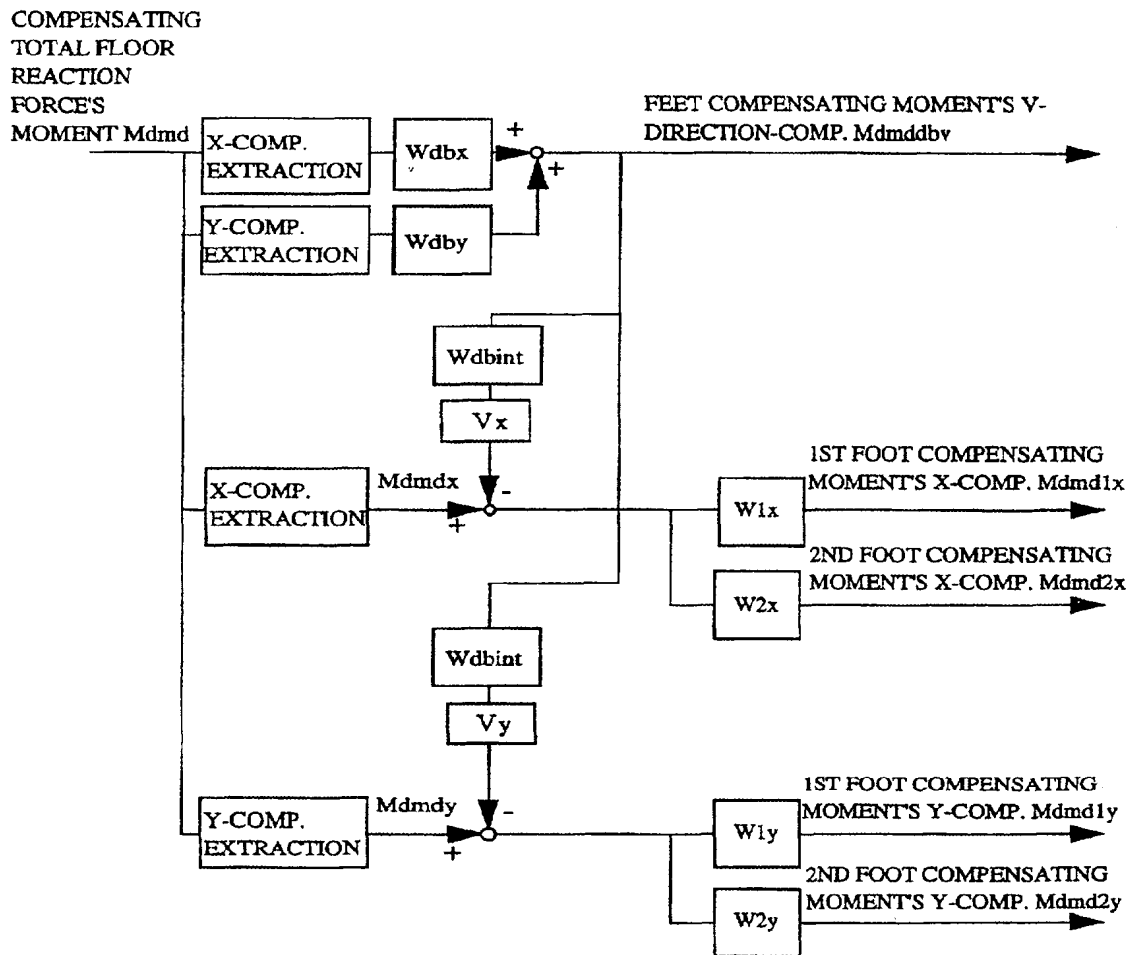 COMPENSATING
TOTAL FLOOR
REACTION
FORCE'S
MOMENT Mdmd
FEET COMPENSATING MOMENT'S V-
DIRECTION-COMP. Mdmddbv
X-COMP.
EXTRACTION
Wdbx
+
+
Y-COMP.
EXTRACTION
Wdby
Wdbint
Vx
X-COMP.
EXTRACTION
Mdmdx
-
+
1ST FOOT COMPENSATING
MOMENT'S X-COMP. Mdmd1x
W1x
2ND FOOT COMPENSATING
MOMENT'S X-COMP. Mdmd2x
W2x
Wdbint
Vy
Y-COMP.
EXTRACTION
Mdmdy
-
+
1ST FOOT COMPENSATING
MOMENT'S Y-COMP. Mdmd1y
W1y
2ND FOOT COMPENSATING
MOMENT'S Y-COMP. Mdmd2y
W2y